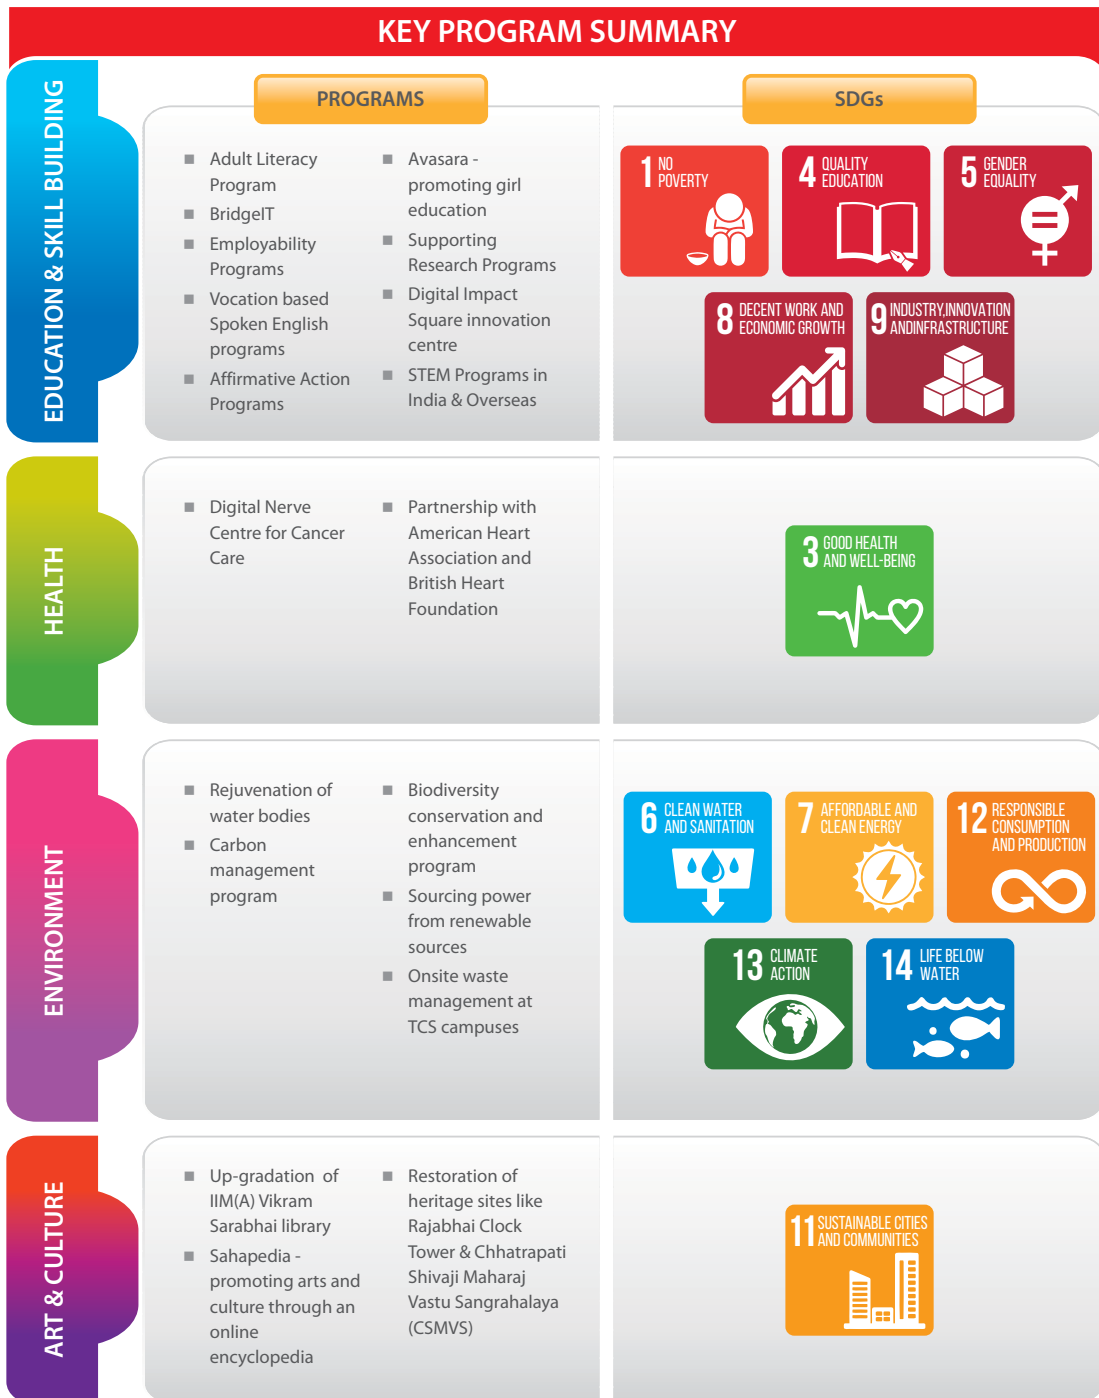 KEY PROGRAM SUMMARY
PROGRAMS
SDGs
EDUCATION & SKILL BUILDING
Adult Literacy
Program
BridgeIT
Employability
Programs
Vocation based
Spoken English
programs
Affirmative Action
Programs
Avasara -
promoting girl
education
Supporting
Research Programs
Digital Impact
Square innovation
centre
STEM Programs in
India & Overseas
1 NO
POVERTY
4 QUALITY
EDUCATION
5 GENDER
EQUALITY
8 DECENT WORK AND
ECONOMIC GROWTH
9 INDUSTRY,INNOVATION
ANDINFRASTRUCTURE
HEALTH
Digital Nerve
Centre for Cancer
Care
Partnership with
American Heart
Association and
British Heart
Foundation
3 GOOD HEALTH
AND WELL-BEING
ENVIRONMENT
Rejuvenation of
water bodies
Carbon
management
program
Biodiversity
conservation and
enhancement
program
Sourcing power
from renewable
sources
Onsite waste
management at
TCS campuses
6 CLEAN WATER
AND SANITATION
7 AFFORDABLE AND
CLEAN ENERGY
12 RESPONSIBLE
CONSUMPTION
AND PRODUCTION
13 CLIMATE
ACTION
14 LIFE BELOW
WATER
ART & CULTURE
Up-gradation of
IIM(A) Vikram
Sarabhai library
Sahapedia -
promoting arts and
culture through an
online
encyclopedia
Restoration of
heritage sites like
Rajabhai Clock
Tower & Chhatrapati
Shivaji Maharaj
Vastu Sangrahalaya
(CSMVS)
11 SUSTAINABLE CITIES
AND COMMUNITIES